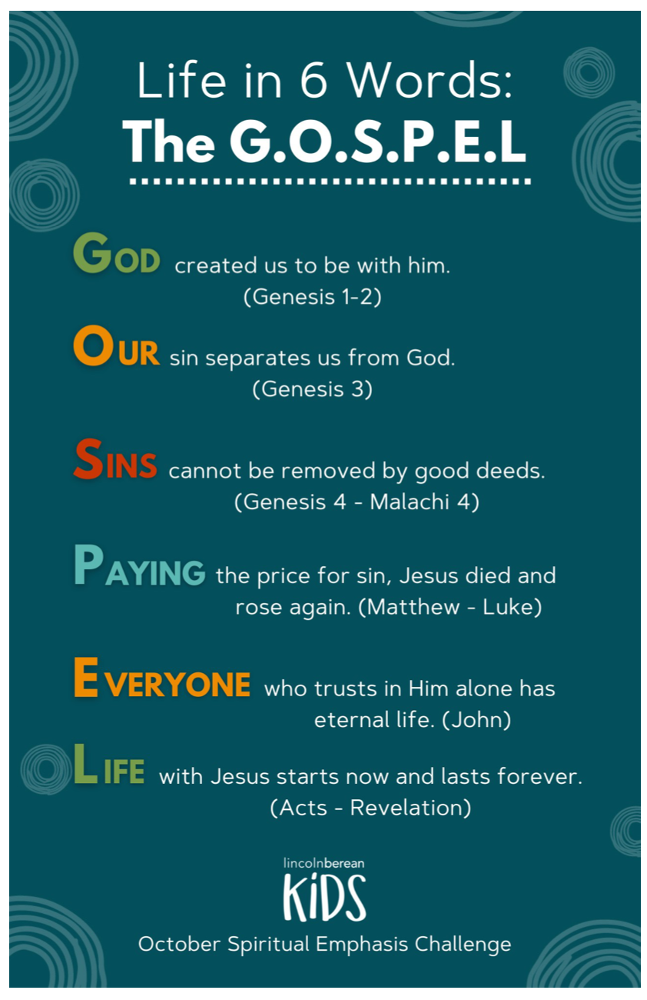 Life in 6 Words:
The G.O.S.P.E.L
GOD created us to be with him.
(Genesis 1-2)
OUR sin separates us from God.
(Genesis 3)
SINS cannot be removed by good deeds.
(Genesis 4 - Malachi 4)
PAYING the price for sin, Jesus died and
rose again. (Matthew - Luke)
EVERYONE who trusts in Him alone has
eternal life. (John)
LIFE with Jesus starts now and lasts forever.
(Acts - Revelation)
lincolnberean
KiDS
October Spiritual Emphasis Challenge